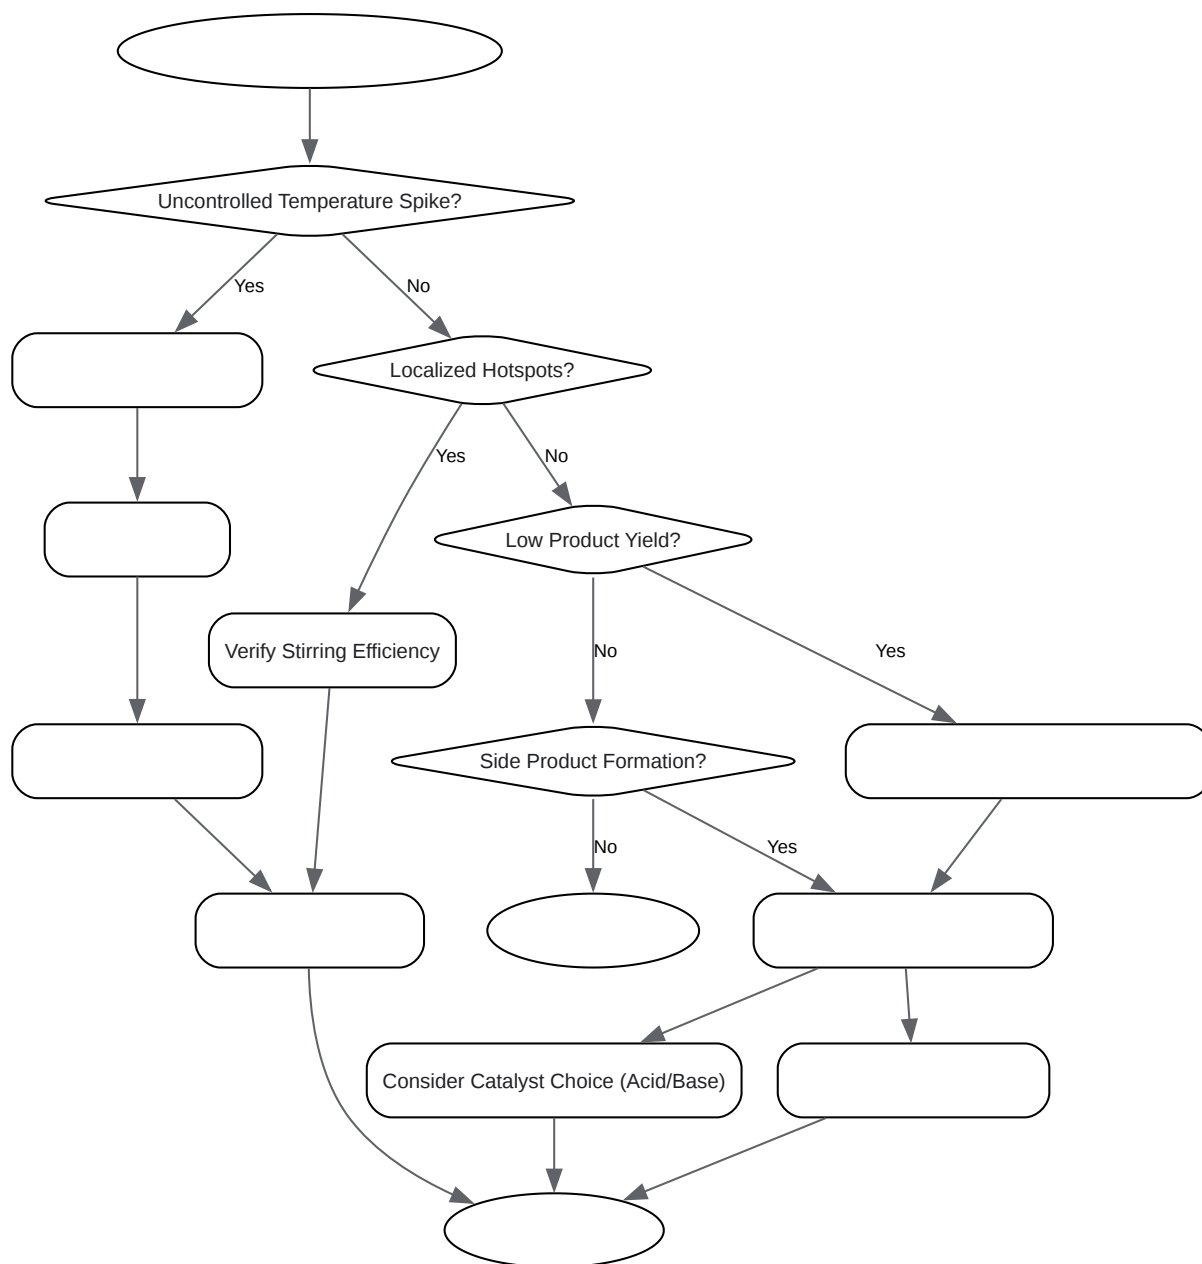 Uncontrolled Temperature Spike?
Yes
No
Localized Hotspots?
Yes
No
Low Product Yield?
Verify Stirring Efficiency
No
Yes
Side Product Formation?
No
Yes
Consider Catalyst Choice (Acid/Base)